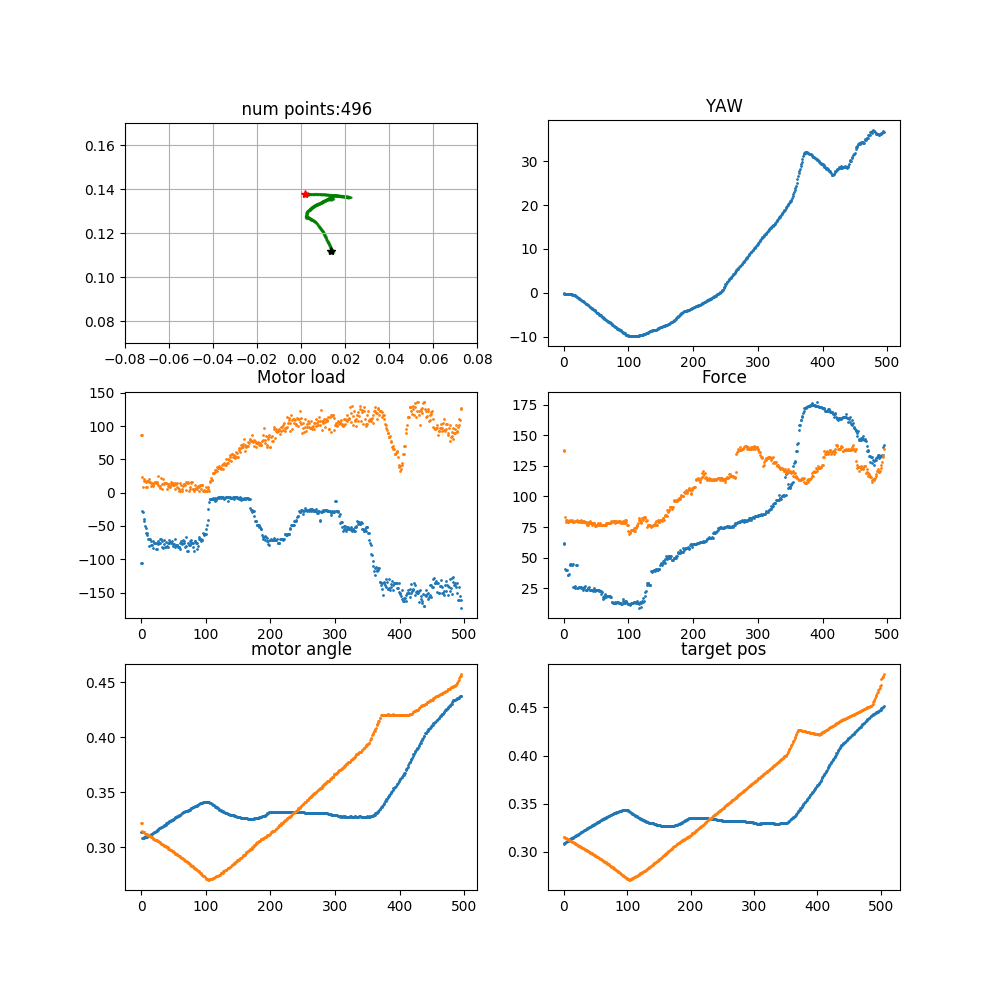 num points:496
0.16
0.14
0.12
0.10
0.08
−0.08 −0.06 −0.04 −0.02 0.00 0.02 0.04 0.06 0.08
YAW
30
20
10
0
−10
0 100 200 300 400 500
Motor load
150
100
50
0
−50
−100
−150
0 100 200 300 400 500
Force
175
150
125
100
75
50
25
0 100 200 300 400 500
motor angle
0.45
0.40
0.35
0.30
0 100 200 300 400 500
target pos
0.45
0.40
0.35
0.30
0 100 200 300 400 500